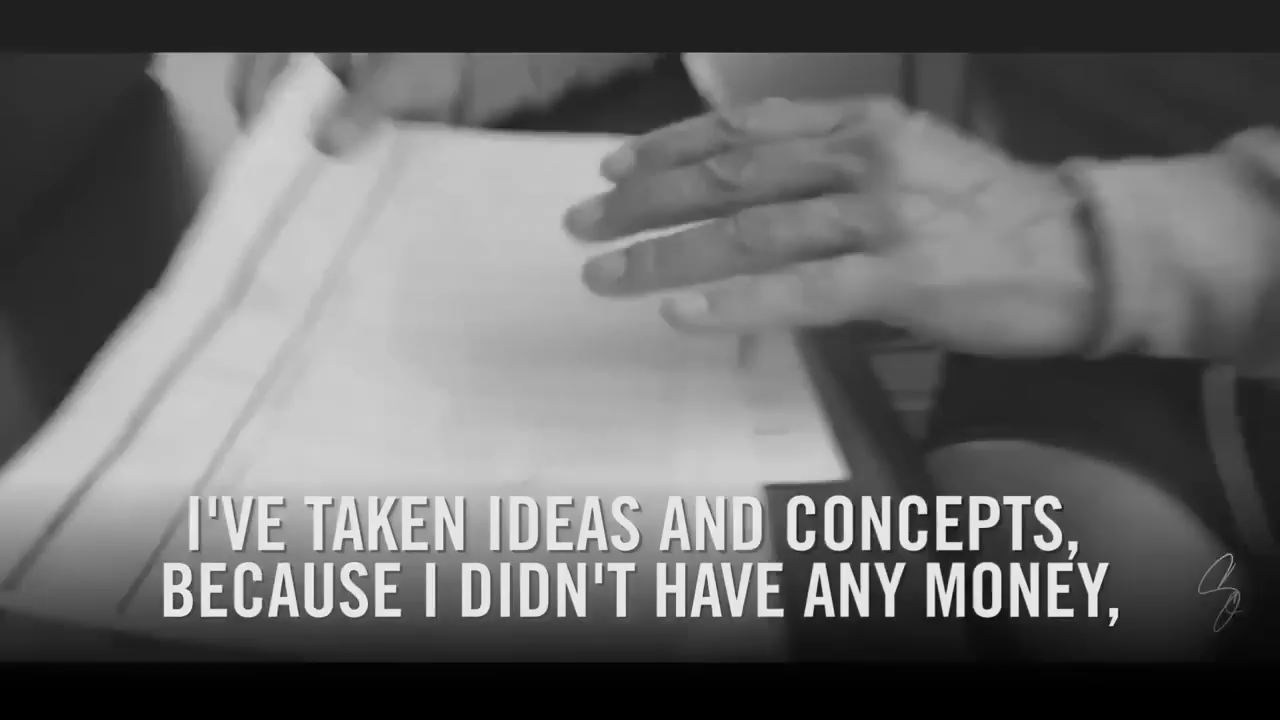 I'VE TAKEN IDEAS AND CONCEPTS,
BECAUSE I DIDN'T HAVE ANY MONEY,